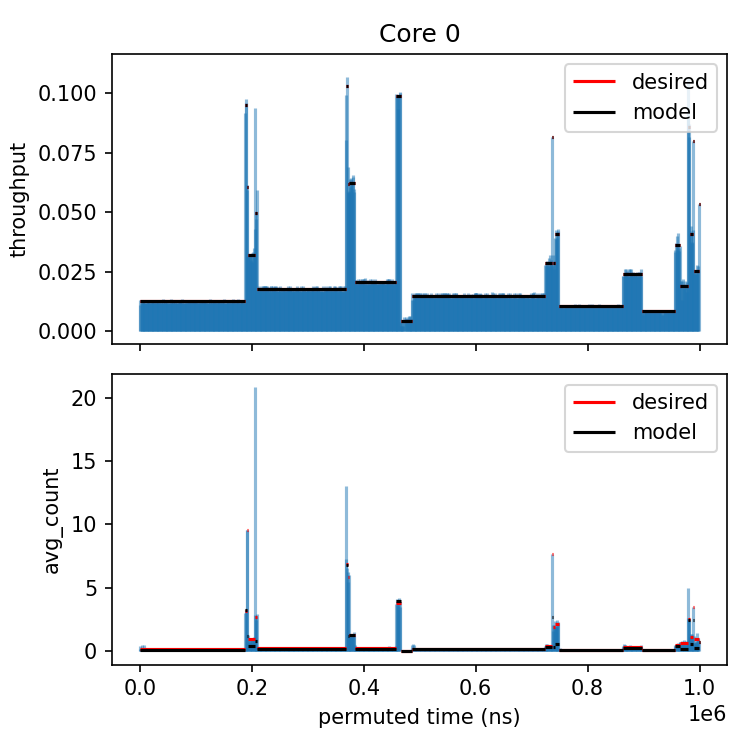 Core 0
throughput
0.100
0.075
0.050
0.025
0.000
desired
model
avg_count
20
15
10
5
0
desired
model
0.0 0.2 0.4 0.6 0.8 1.0
1e6
permuted time (ns)